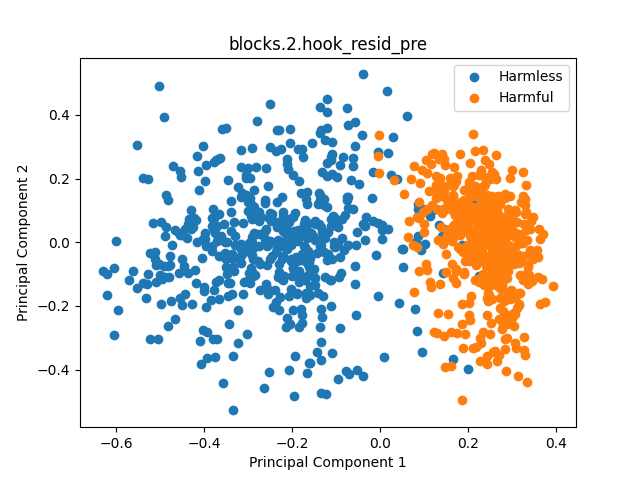 blocks.2.hook_resid_pre
Harmless
Harmful
0.4
0.2
0.0
−0.2
−0.4
Principal Component 2
−0.6
−0.4
−0.2
0.0
0.2
0.4
Principal Component 1